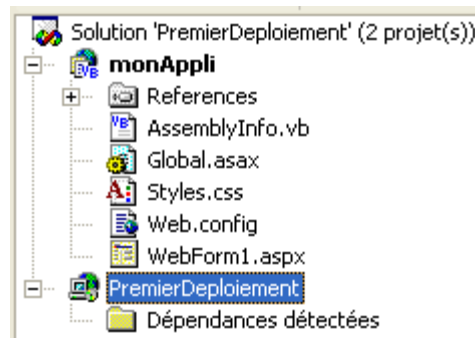 Solution 'PremierDeploiement' (2 projet(s))
monAppli
References
AssemblyInfo.vb
Global.asax
Styles.css
Web.config
WebForm1.aspx
PremierDeploiement
Dépendances détectées